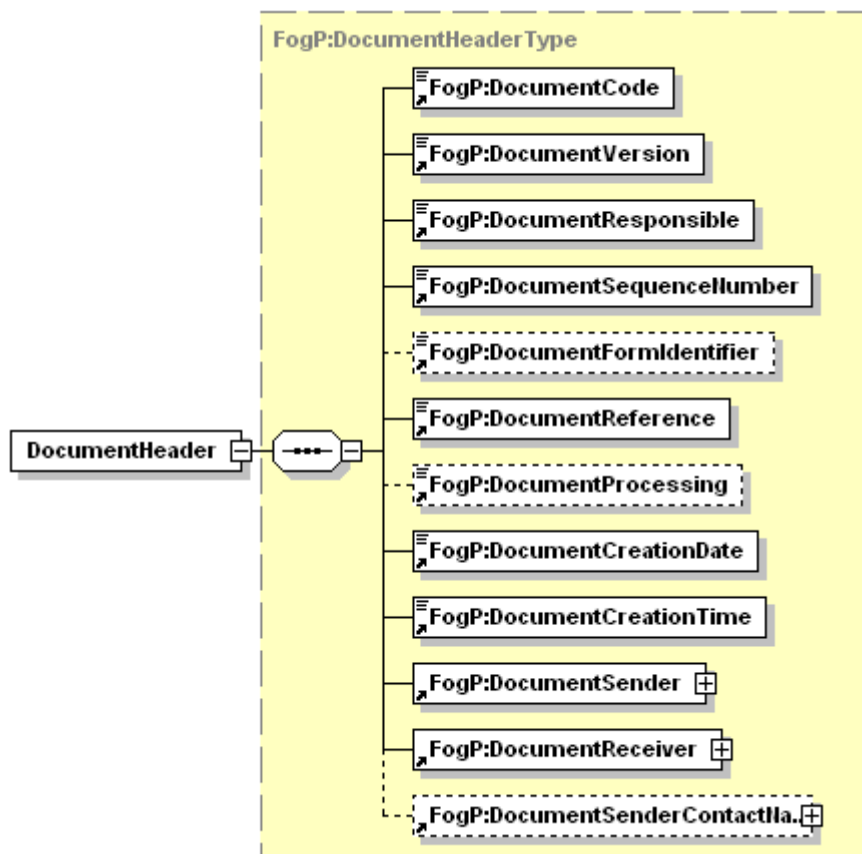 FogP:DocumentHeaderType
FogP:DocumentCode
FogP:DocumentVersion
FogP:DocumentResponsible
FogP:DocumentSequenceNumber
FogP:DocumentFormIdentifier
FogP:DocumentReference
DocumentHeader
FogP:DocumentProcessing
FogP:DocumentCreationDate
FogP:DocumentCreationTime
FogP:DocumentSender
FogP:DocumentReceiver
FogP:DocumentSenderContactNa..